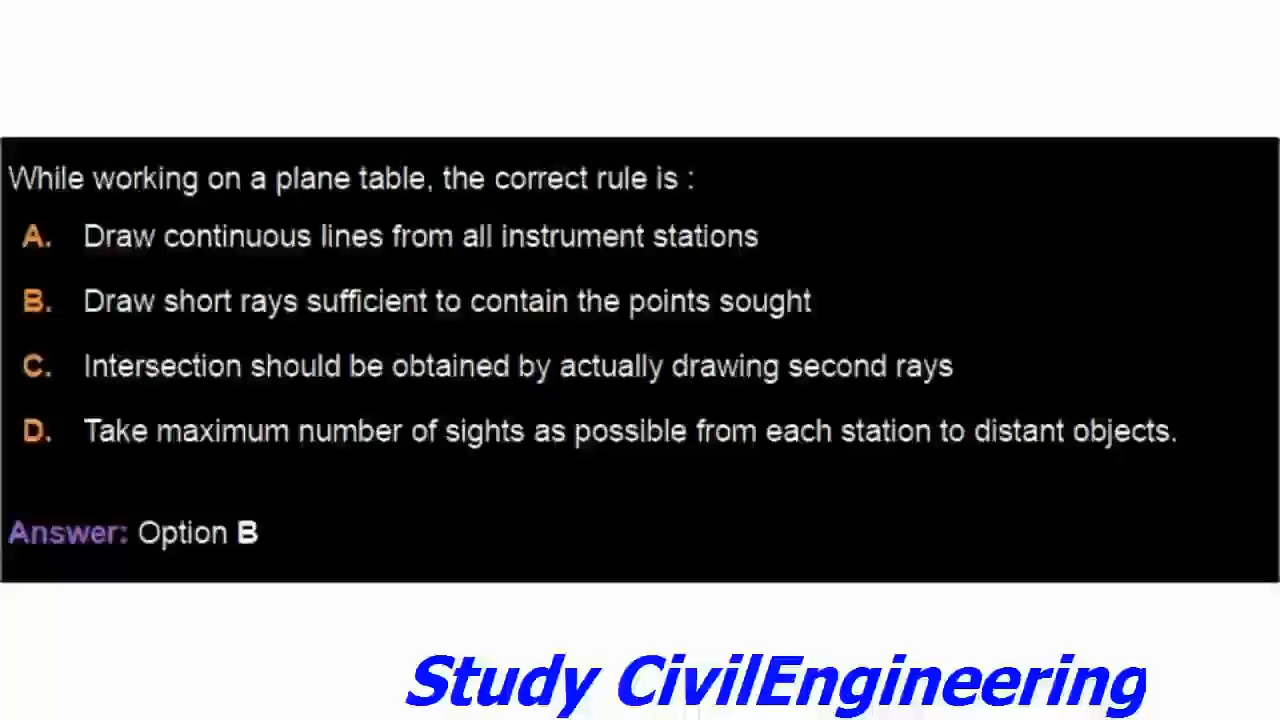 While working on a plane table, the correct rule is :
A. Draw continuous lines from all instrument stations
B. Draw short rays sufficient to contain the points sought
C. Intersection should be obtained by actually drawing second rays
D. Take maximum number of sights as possible from each station to distant objects.
Answer: Option B
Study CivilEngineering